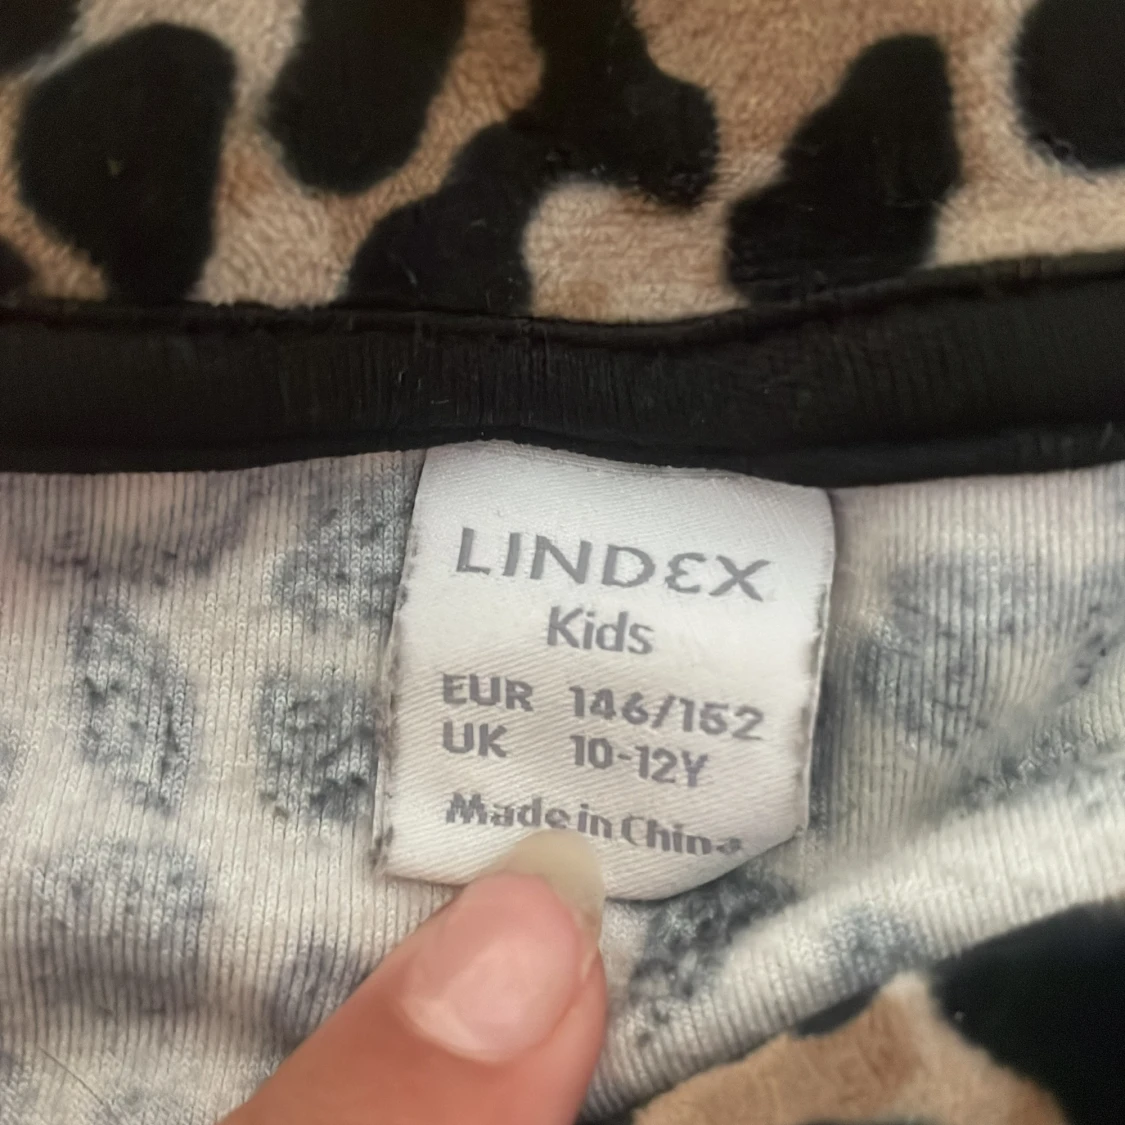 LINDEX
Kids
EUR 146/152
UK 10-12Y
Made in China